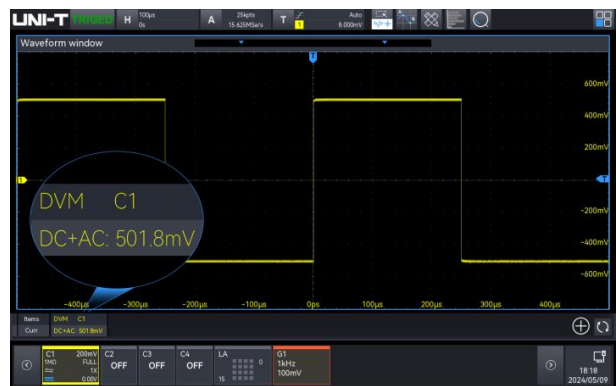 UNI-T TRIGED H 100μs 0s A 25kpts 15.625MSa/s T 1 Auto 8.000mV
Waveform window
T
600mV
400mV
200mV
1
T
DVM C1
DC+AC: 501.8mV
-200mV
-400mV
-600mV
-400μs -300μs -200μs -100μs 0ps 100μs 200μs 300μs 400μs
Items DVM C1
Curr DC+AC 501.8mV
C1 200mV C2 C3 C4 LA 0 G1
1MΩ FULL OFF OFF OFF 1kHz
1X 100mV
0.00V 15
18:18
2024/05/09